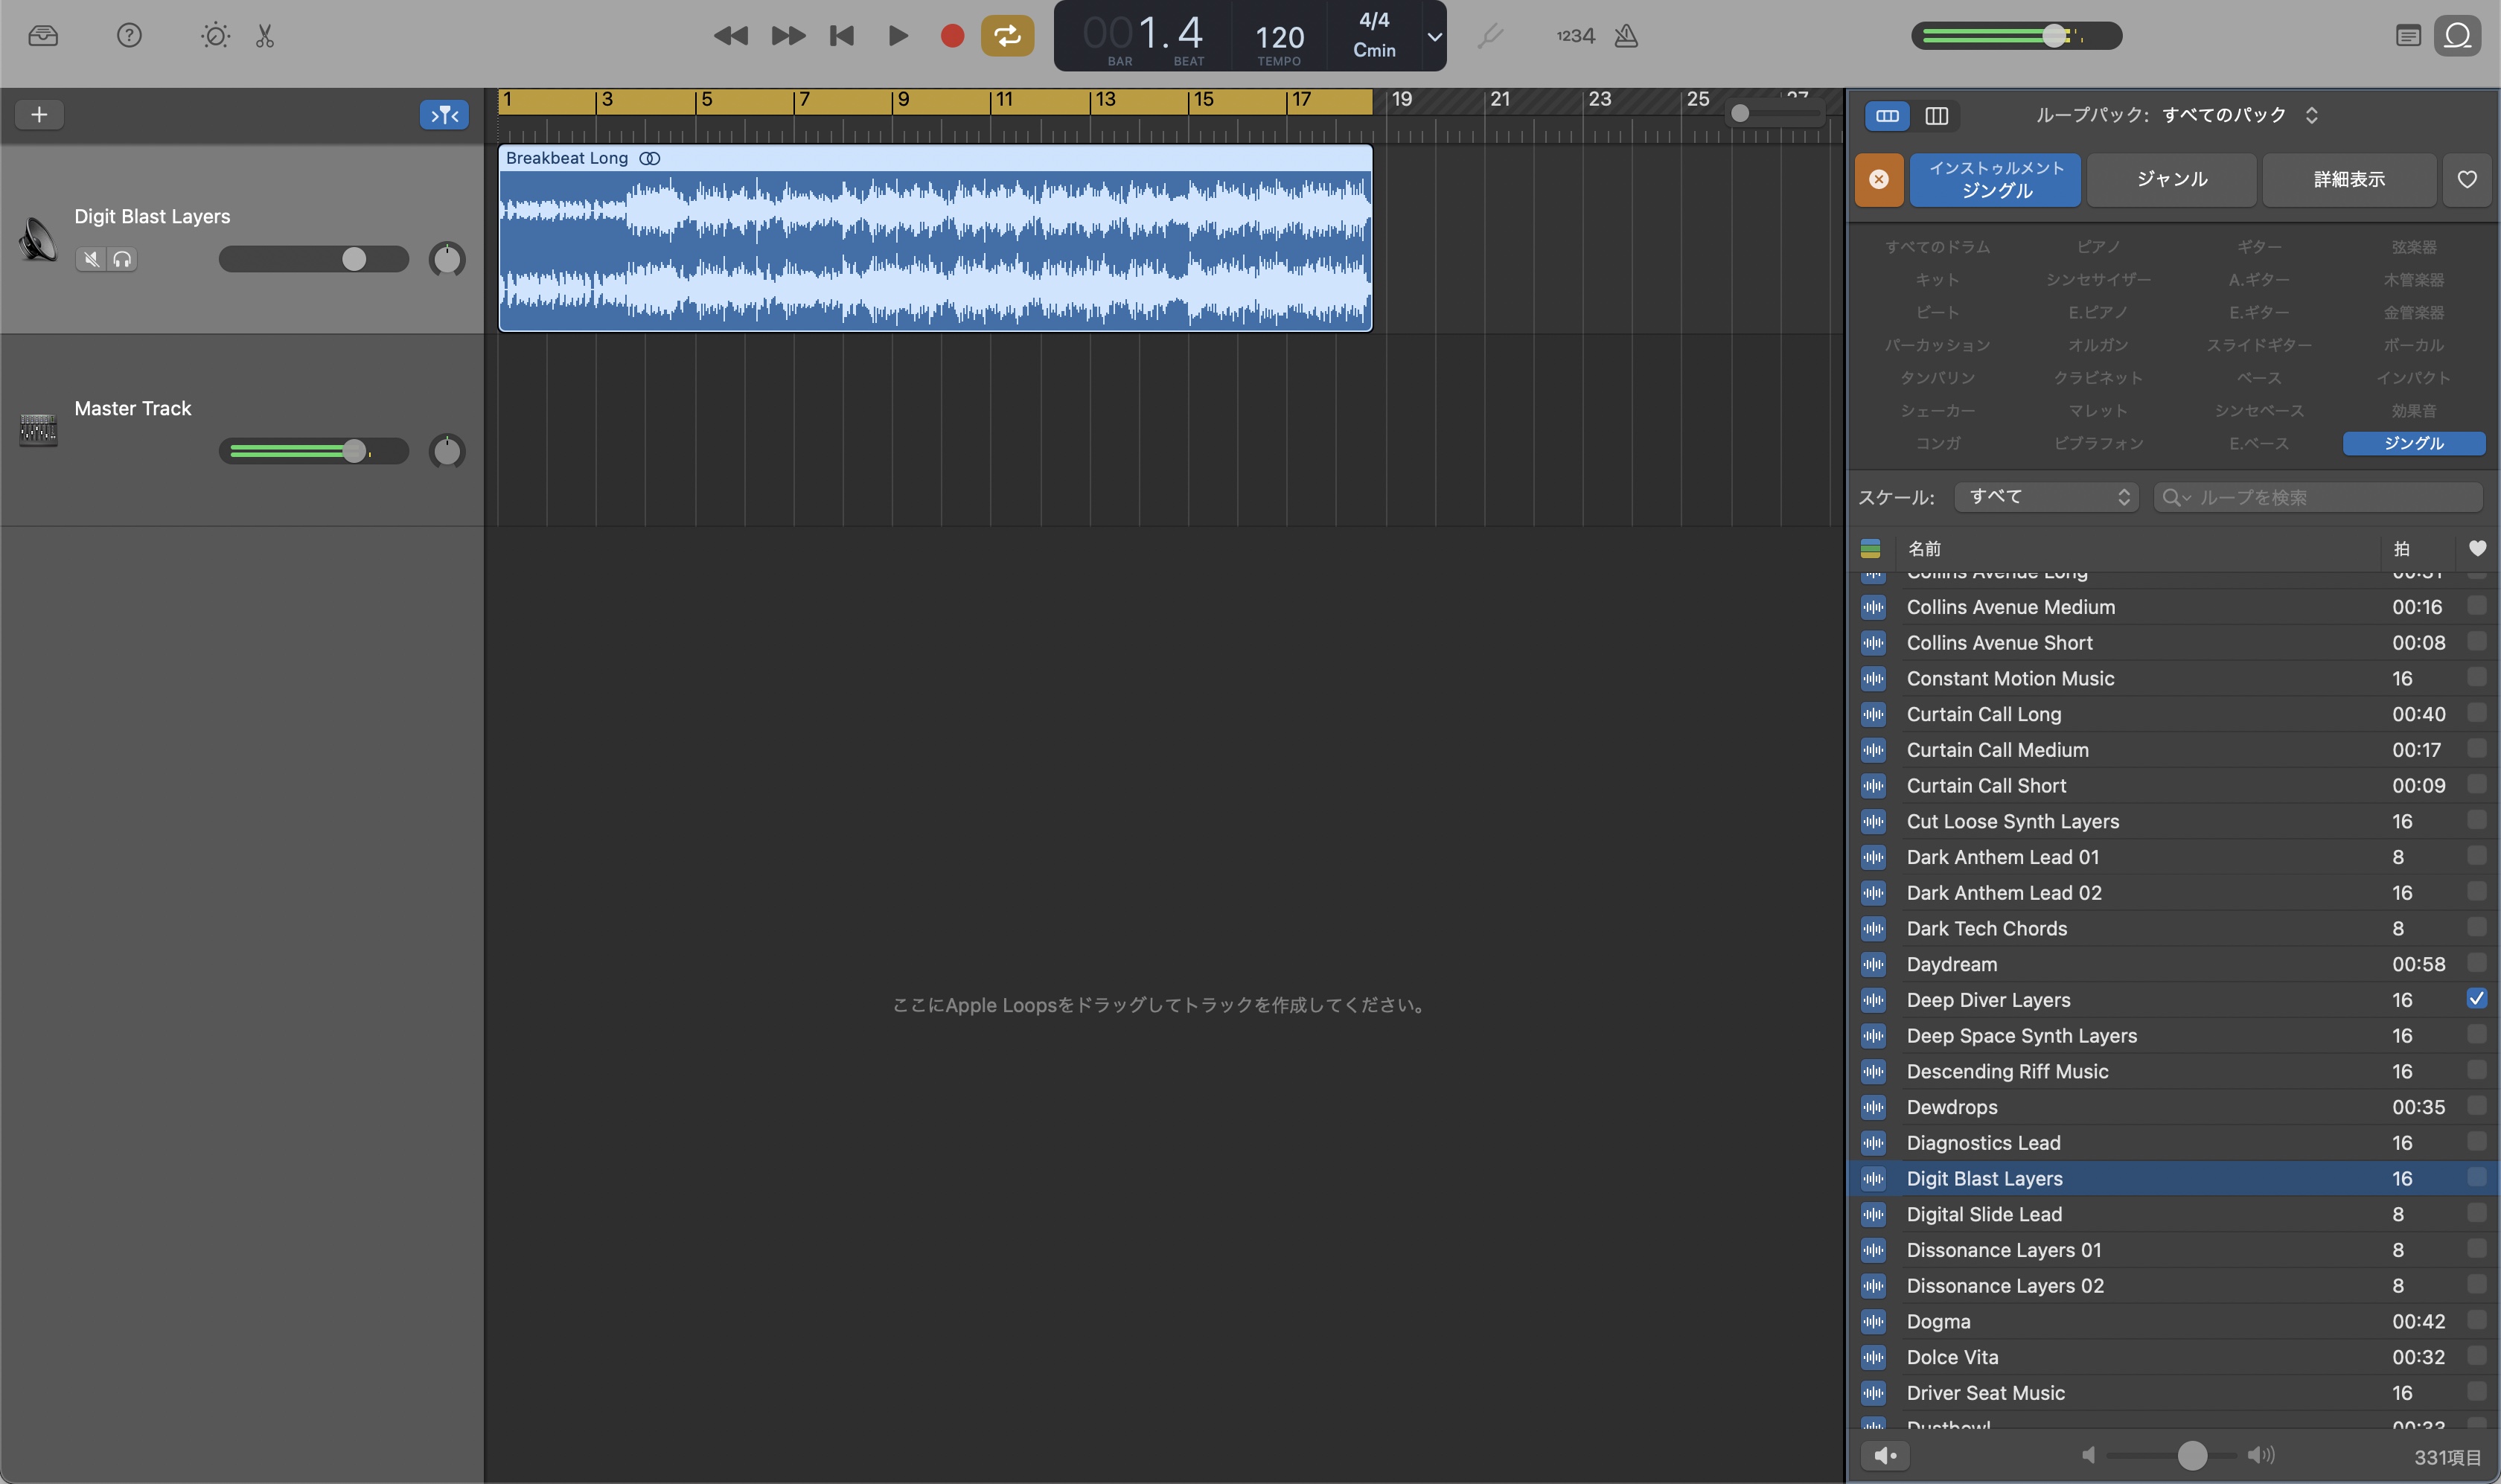 001.4
BAR BEAT
120
TEMPO
4/4
Cmin
1234
1 3 5 7 9 11 13 15 17 19 21 23 25 27
Breakbeat Long
Digit Blast Layers
Master Track
ここにApple Loopsをドラッグしてトラックを作成してください。
ループパック: すべてのパック
インストゥルメント
ジングル
ジャンル
詳細表示
すべてのドラム ピアノ ギター 弦楽器
キット シンセサイザー A.ギター 木管楽器
ビート E.ピアノ E.ギター 金管楽器
パーカッション オルガン スライドギター ボーカル
タンバリン クラビネット ベース インパクト
シェーカー マレット シンセベース 効果音
コンガ ビブラフォン E.ベース ジングル
スケール: すべて ループを検索
名前 拍
Collins Avenue Long 00:31
Collins Avenue Medium 00:16
Collins Avenue Short 00:08
Constant Motion Music 16
Curtain Call Long 00:40
Curtain Call Medium 00:17
Curtain Call Short 00:09
Cut Loose Synth Layers 16
Dark Anthem Lead 01 8
Dark Anthem Lead 02 16
Dark Tech Chords 8
Daydream 00:58
Deep Diver Layers 16
Deep Space Synth Layers 16
Descending Riff Music 16
Dewdrops 00:35
Diagnostics Lead 16
Digit Blast Layers 16
Digital Slide Lead 8
Dissonance Layers 01 8
Dissonance Layers 02 8
Dogma 00:42
Dolce Vita 00:32
Driver Seat Music 16
Dustbowl 00:33
331項目